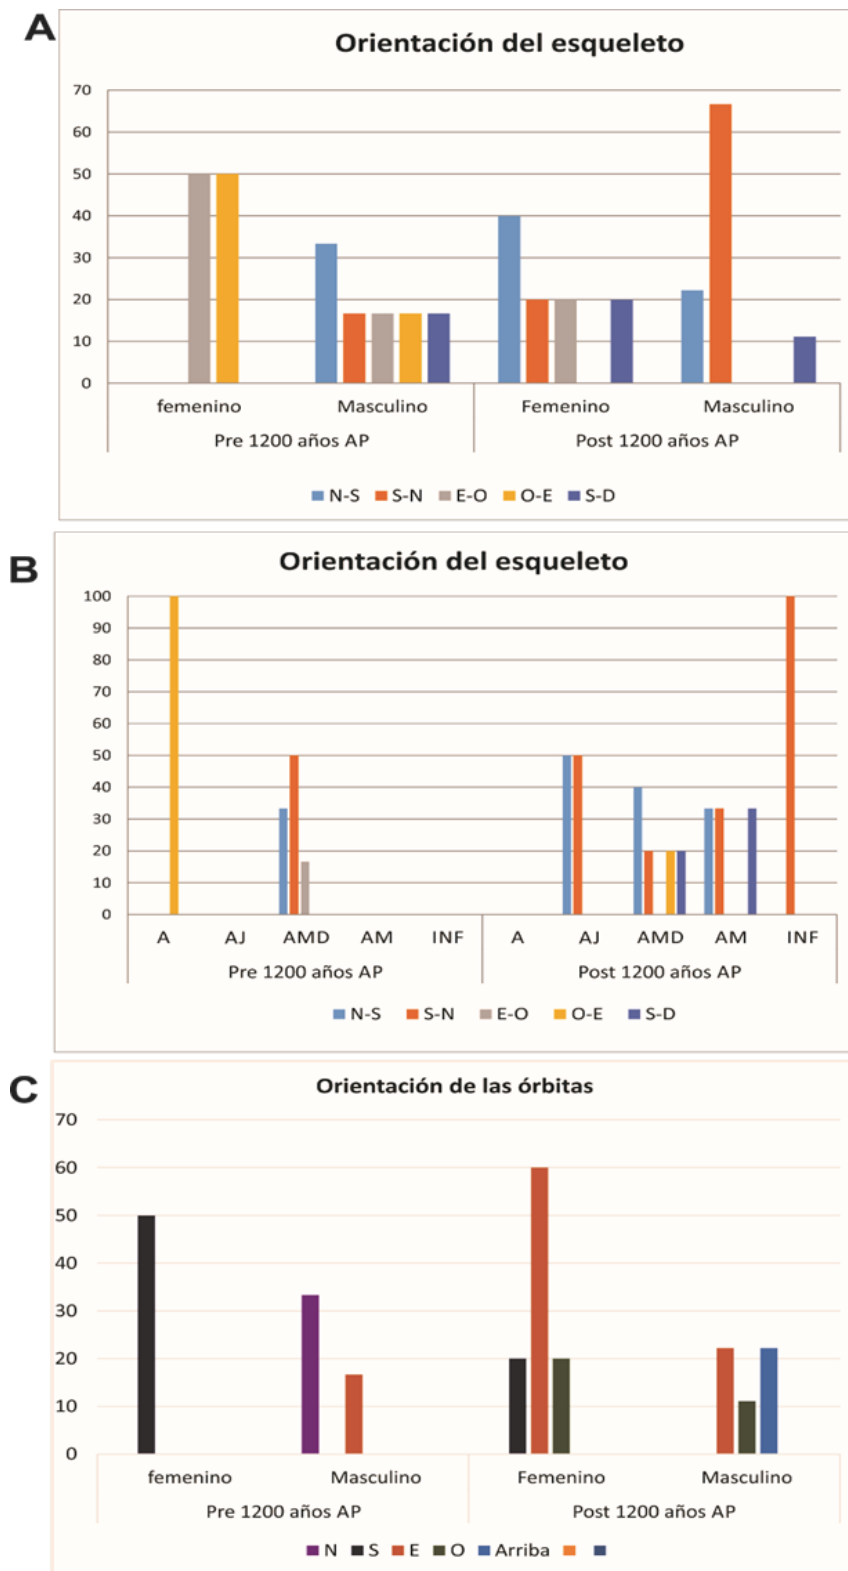 A
Orientación del esqueleto
70
60
50
40
30
20
10
0
femenino Masculino Femenino Masculino
Pre 1200 años AP Post 1200 años AP
N-S S-N E-O O-E S-D
B
Orientación del esqueleto
100
90
80
70
60
50
40
30
20
10
0
A AJ AMD AM INF A AJ AMD AM INF
Pre 1200 años AP Post 1200 años AP
N-S S-N E-O O-E S-D
C
Orientación de las órbitas
70
60
50
40
30
20
10
0
femenino Masculino Femenino Masculino
Pre 1200 años AP Post 1200 años AP
N S E O Arriba